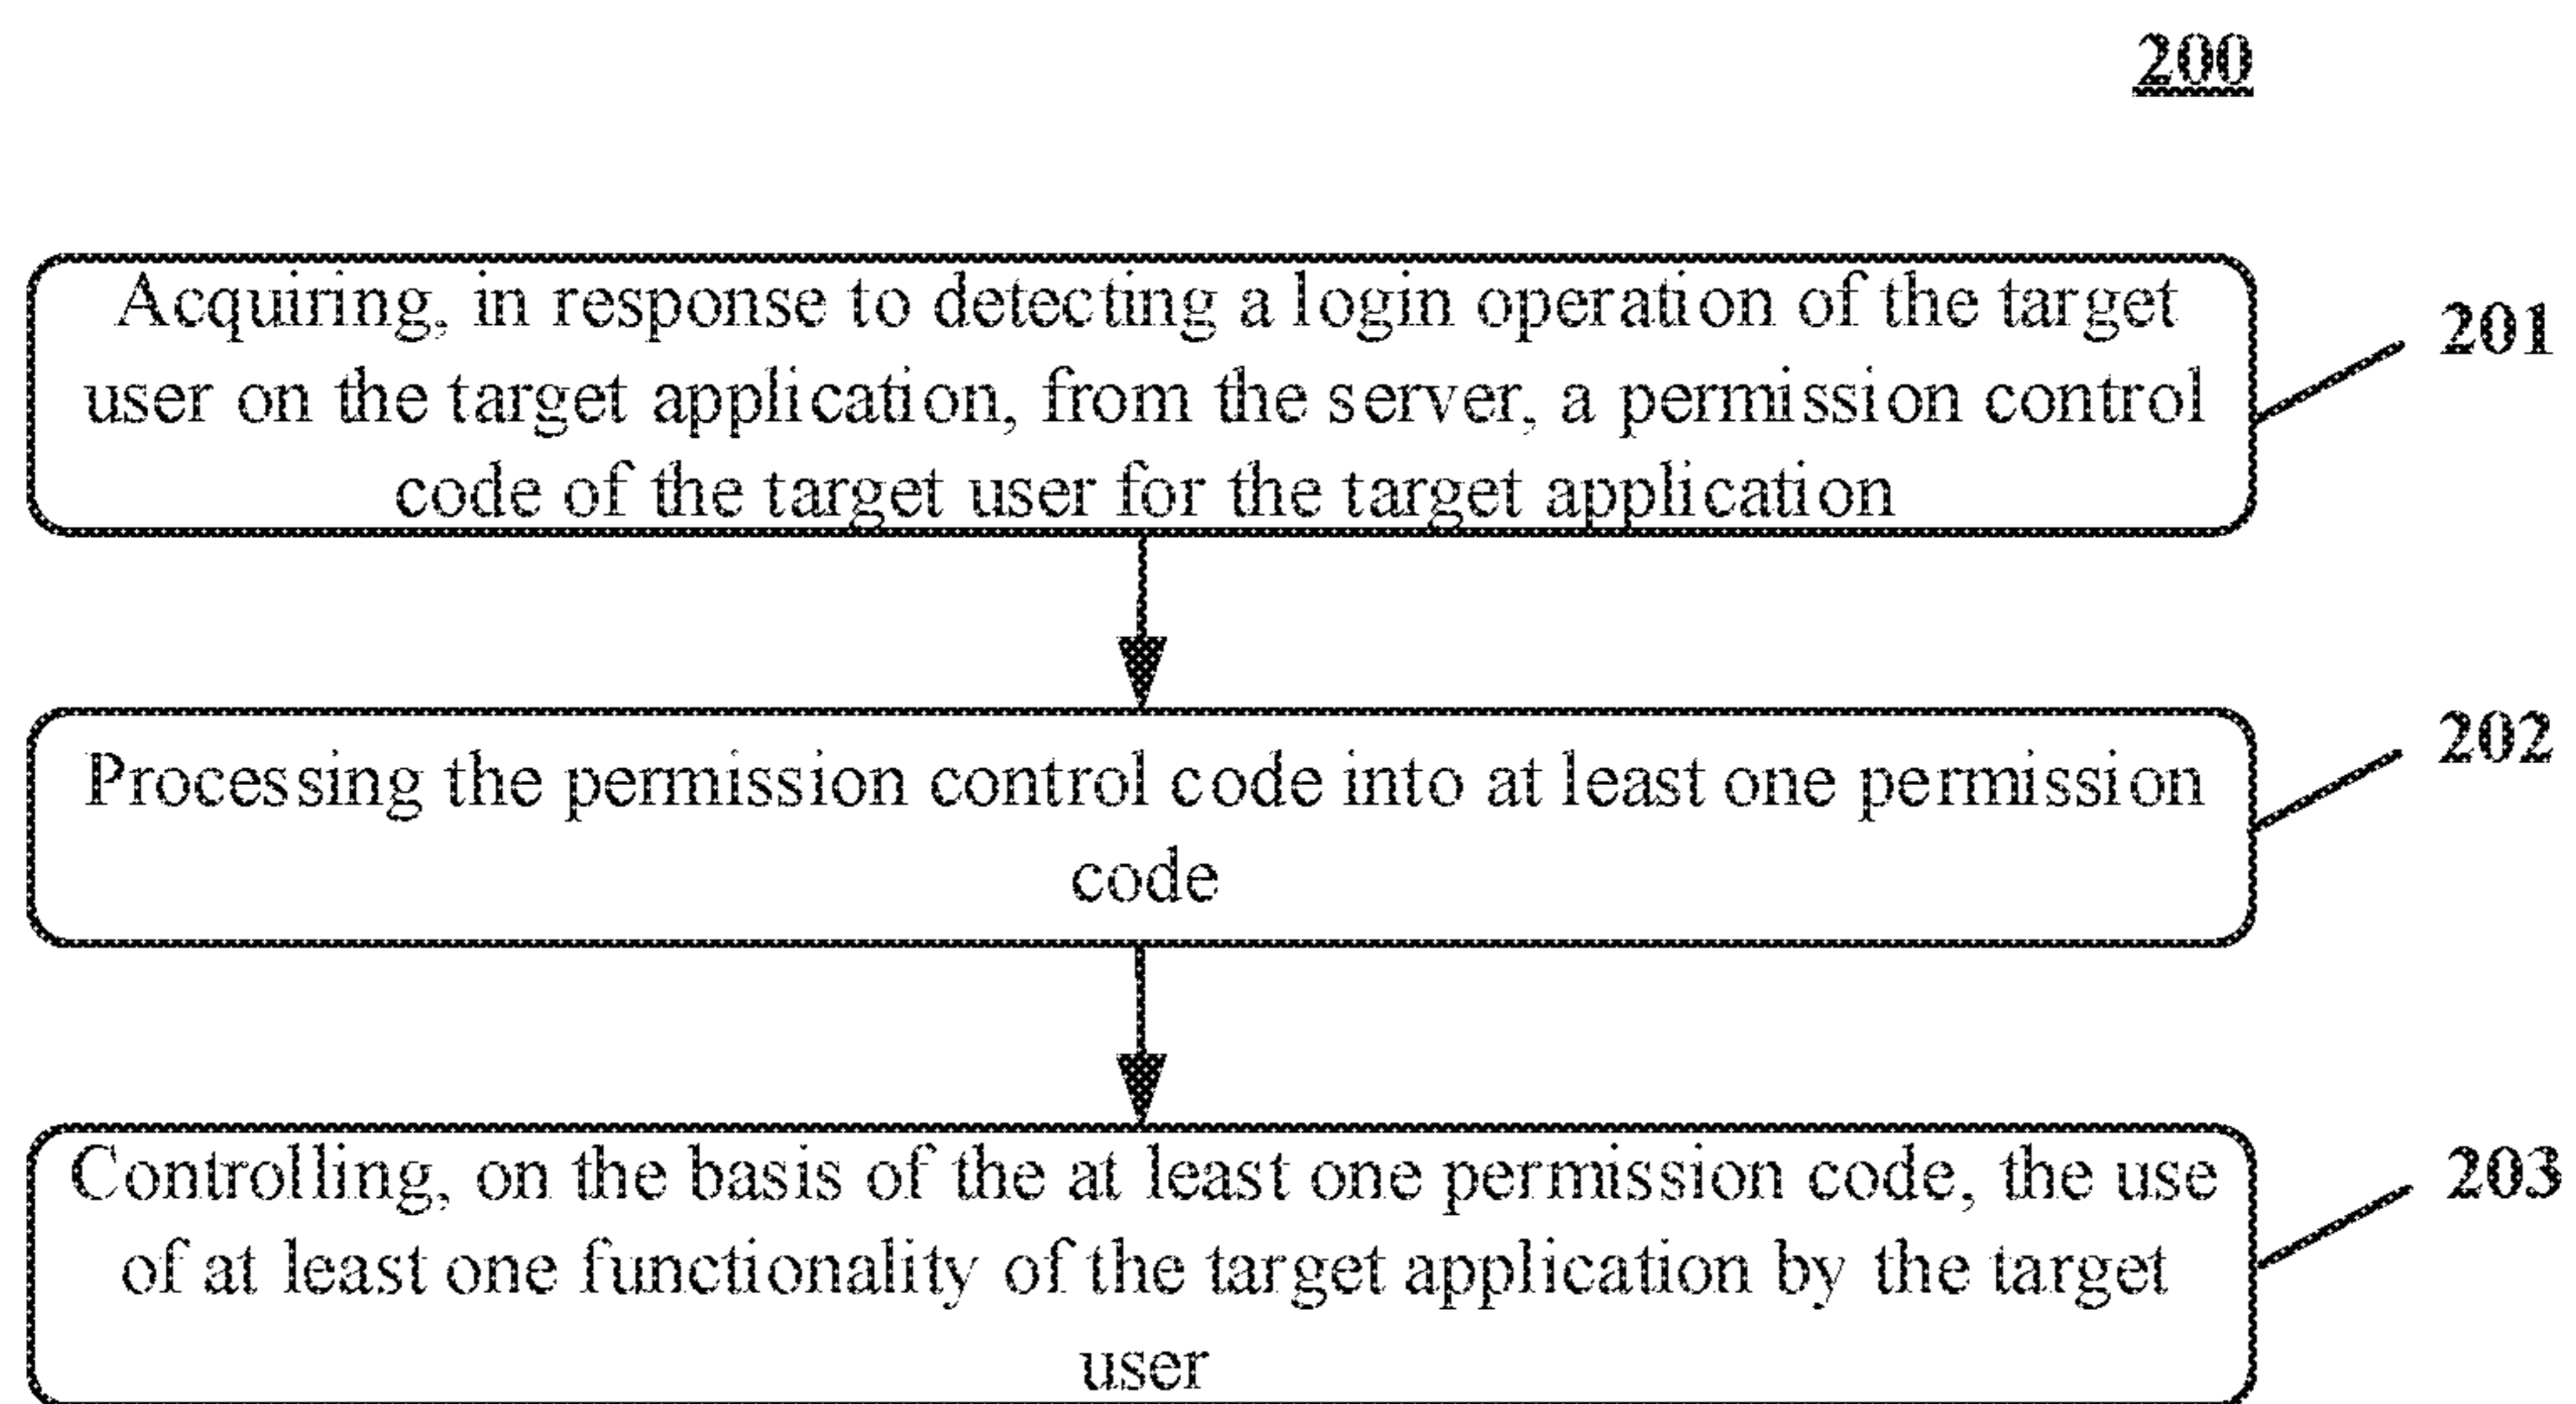 200
Acquiring, in response to detecting a login operation of the target
user on the target application, from the server, a permission control
code of the target user for the target application
201
Processing the permission control code into at least one permission
code
202
Controlling, on the basis of the at least one permission code, the use
of at least one functionality of the target application by the target
user
203